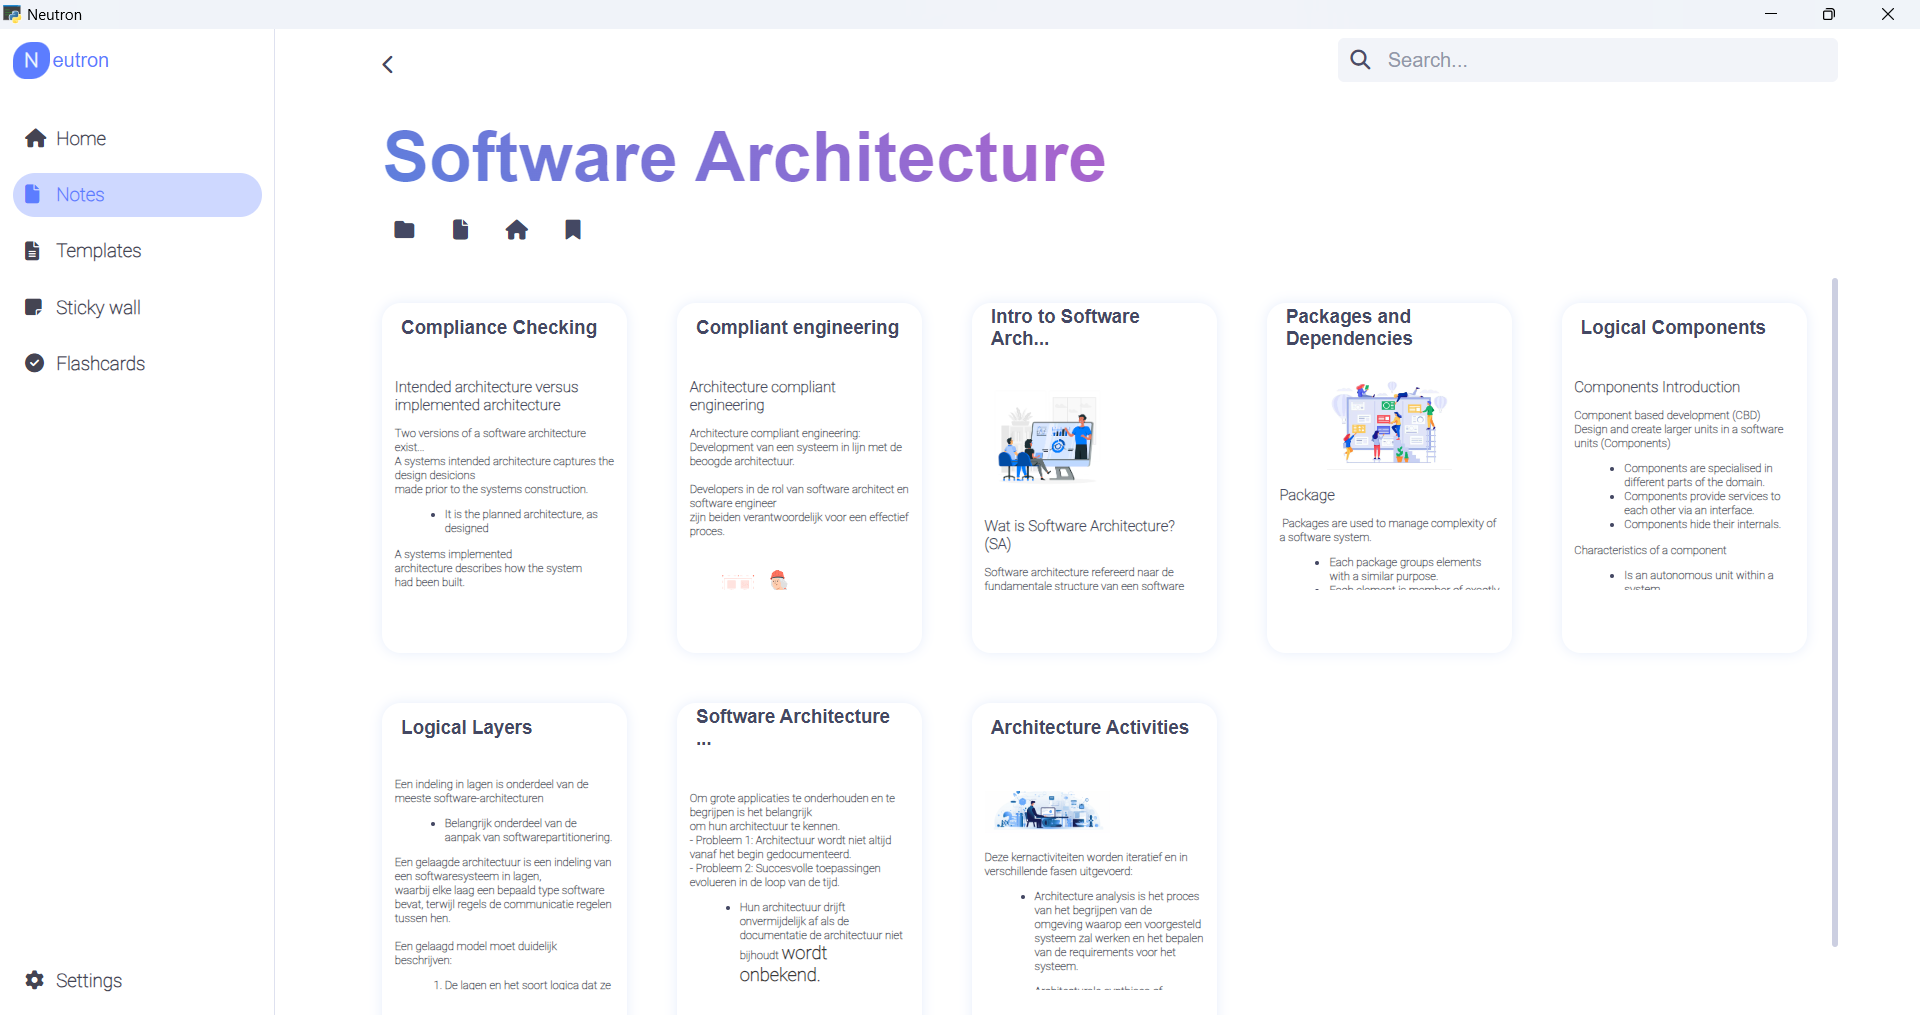 Neutron
Neutron
Search...
Home
Notes
Templates
Sticky wall
Flashcards
Settings
Software Architecture
Compliance Checking
Intended architecture versus
implemented architecture
Two versions of a software architecture
exist...
A systems intended architecture captures the
design desicions
made prior to the systems construction.
• It is the planned architecture, as
designed
A systems implemented
architecture describes how the system
had been built.
Compliant engineering
Architecture compliant
engineering
Architecture compliant engineering:
Development van een systeem in lijn met de
beoogde architectuur.
Developers in de rol van software architect en
software engineer
zijn beiden verantwoordelijk voor een effectief
proces.
Intro to Software
Arch...
Wat is Software Architecture?
(SA)
Software architecture refereerd naar de
fundamentale structure van een software
Packages and
Dependencies
Package
Packages are used to manage complexity of
a software system.
• Each package groups elements
with a similar purpose.
• Each element is member of exactly
Logical Components
Components Introduction
Component based development (CBD)
Design and create larger units in a software
units (Components)
• Components are specialised in
different parts of the domain.
• Components provide services to
each other via an interface.
• Components hide their internals.
Characteristics of a component
• Is an autonomous unit within a
system
Logical Layers
Een indeling in lagen is onderdeel van de
meeste software-architecturen
• Belangrijk onderdeel van de
aanpak van softwarepartitionering.
Een gelaagde architectuur is een indeling van
een softwaresysteem in lagen,
waarbij elke laag een bepaald type software
bevat, terwijl regels de communicatie regelen
tussen hen.
Een gelaagd model moet duidelijk
beschrijven:
1. De lagen en het soort logica dat ze
Software Architecture
...
Om grote applicaties te onderhouden en te
begrijpen is het belangrijk
om hun architectuur te kennen.
- Probleem 1: Architectuur wordt niet altijd
vanaf het begin gedocumenteerd.
- Probleem 2: Succesvolle toepassingen
evolueren in de loop van de tijd.
• Hun architectuur drijft
onvermijdelijk af als de
documentatie de architectuur niet
bijhoudt wordt
onbekend.
Architecture Activities
Deze kernactiviteiten worden iteratief en in
verschillende fasen uitgevoerd:
• Architecture analysis is het proces
van het begrijpen van de
omgeving waarop een voorgesteld
systeem zal werken en het bepalen
van de requirements voor het
systeem.